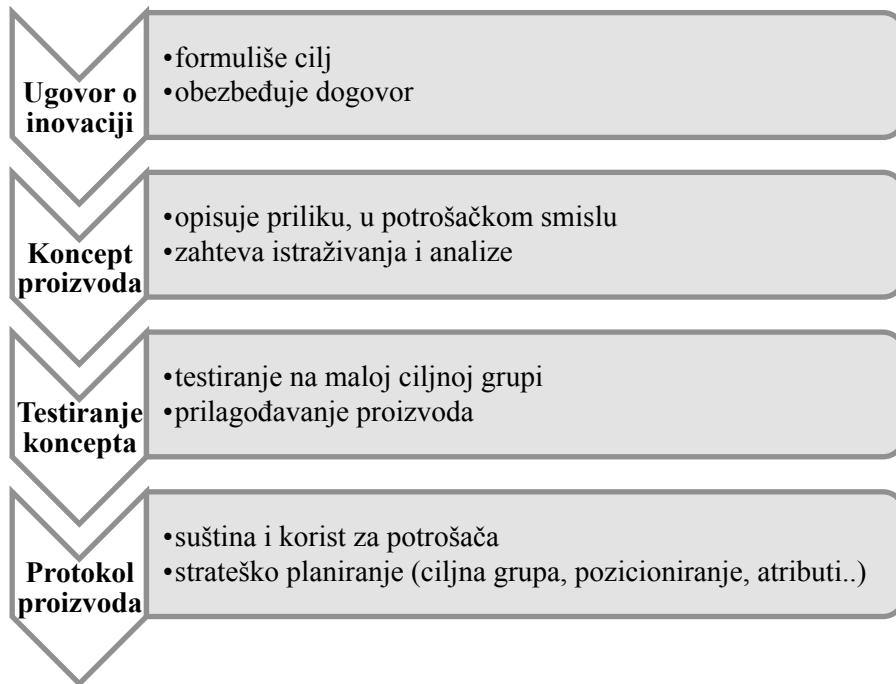 Ugovor o
inovaciji
•formuliše cilj
•obezbeđuje dogovor
Koncept
proizvoda
•opisuje priliku, u potrošačkom smislu
•zahteva istraživanja i analize
Testiranje
koncepta
•testiranje na maloj ciljnoj grupi
•prilagođavanje proizvoda
Protokol
proizvoda
•suština i korist za potrošača
•strateško planiranje (ciljna grupa, pozicioniranje, atributi..)